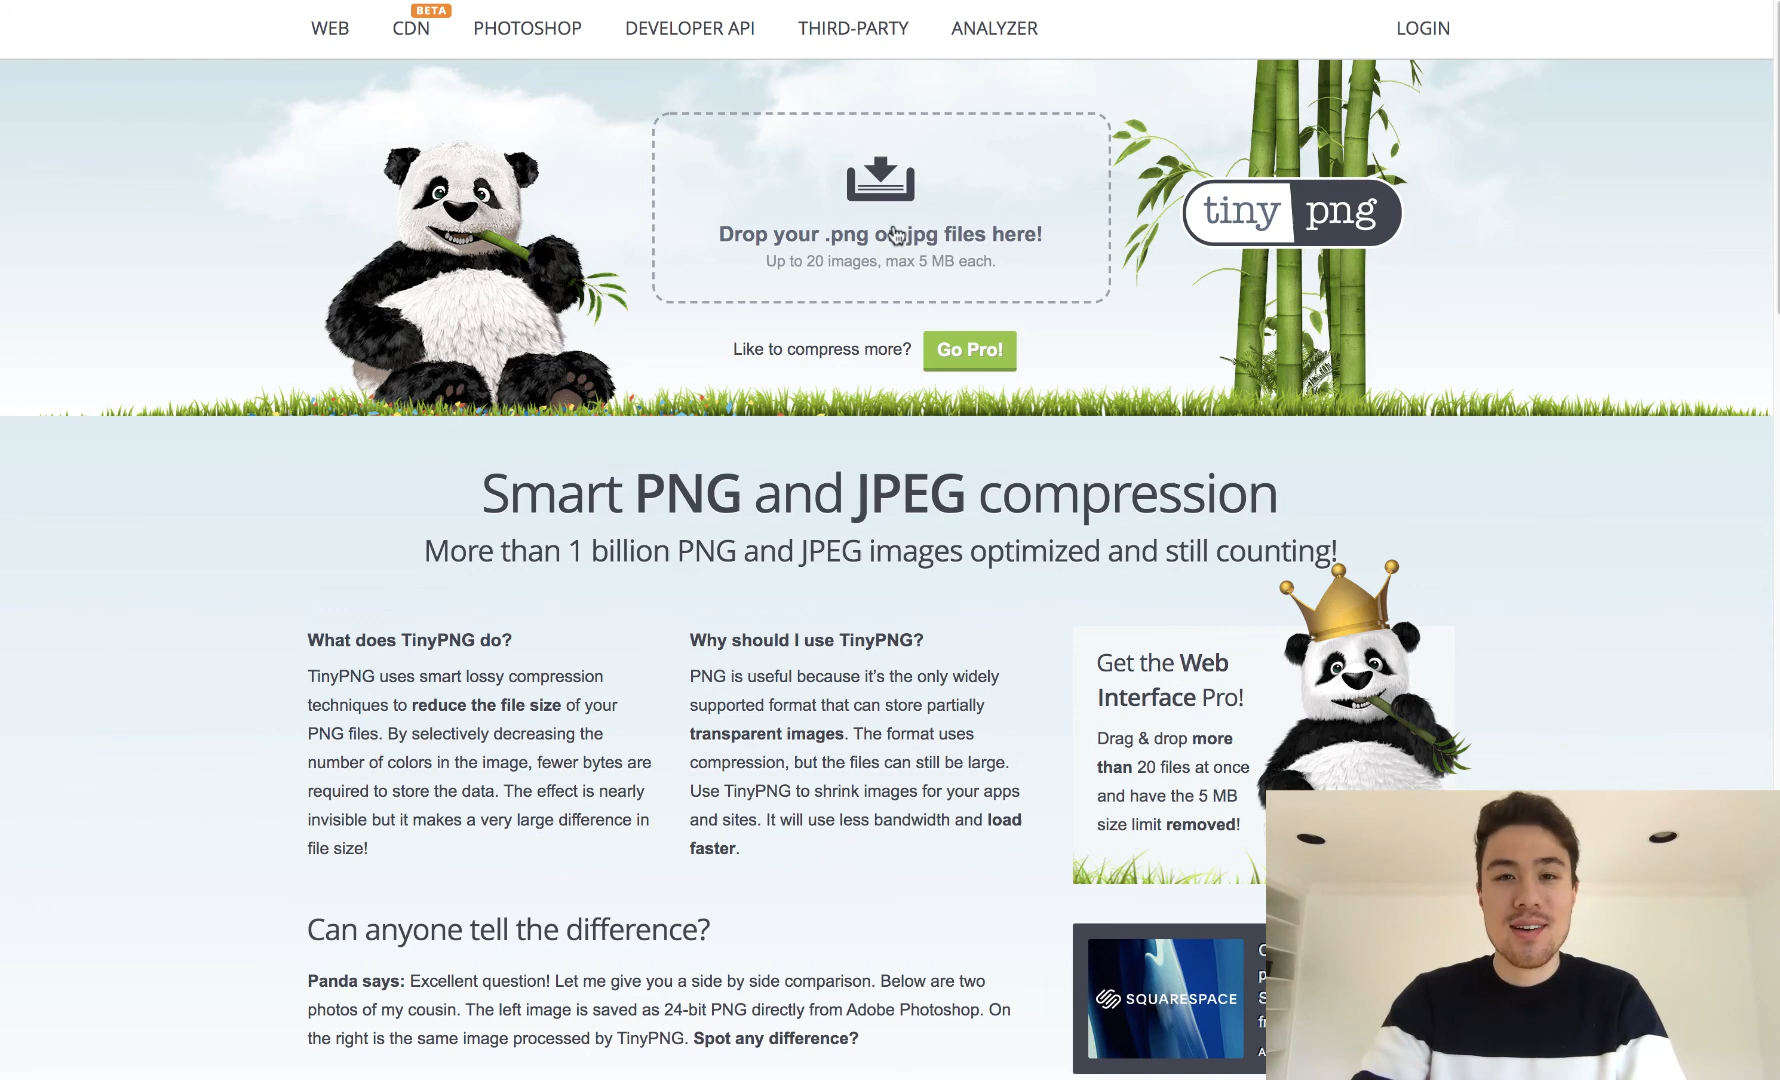 WEB
CDN
BETA
PHOTOSHOP
DEVELOPER API
THIRD-PARTY
ANALYZER
LOGIN
Drop your .png or .jpg files here!
Up to 20 images, max 5 MB each.
Like to compress more?
Go Pro!
tiny png
Smart PNG and JPEG compression
More than 1 billion PNG and JPEG images optimized and still counting!
What does TinyPNG do?
TinyPNG uses smart lossy compression
techniques to reduce the file size of your
PNG files. By selectively decreasing the
number of colors in the image, fewer bytes are
required to store the data. The effect is nearly
invisible but it makes a very large difference in
file size!
Why should I use TinyPNG?
PNG is useful because it's the only widely
supported format that can store partially
transparent images. The format uses
compression, but the files can still be large.
Use TinyPNG to shrink images for your apps
and sites. It will use less bandwidth and load
faster.
Get the Web
Interface Pro!
Drag & drop more
than 20 files at once
and have the 5 MB
size limit removed!
Can anyone tell the difference?
Panda says: Excellent question! Let me give you a side by side comparison. Below are two
photos of my cousin. The left image is saved as 24-bit PNG directly from Adobe Photoshop. On
the right is the same image processed by TinyPNG. Spot any difference?
SQUARESPACE